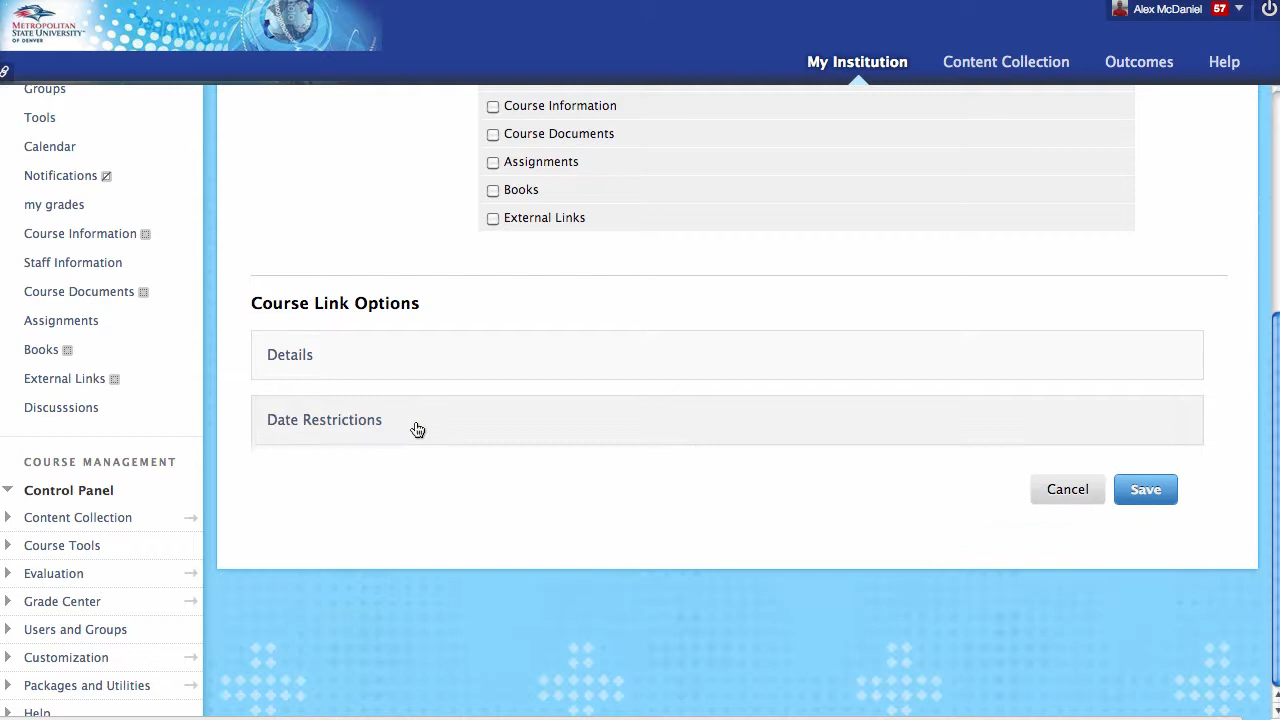 METROPOLITAN
STATE UNIVERSITY
OF DENVER
Alex McDaniel 57
My Institution
Content Collection
Outcomes
Help
Groups
Tools
Calendar
Notifications
my grades
Course Information
Staff Information
Course Documents
Assignments
Books
External Links
Discusssions
COURSE MANAGEMENT
Control Panel
Content Collection
Course Tools
Evaluation
Grade Center
Users and Groups
Customization
Packages and Utilities
Help
Course Information
Course Documents
Assignments
Books
External Links
Course Link Options
Details
Date Restrictions
Cancel
Save